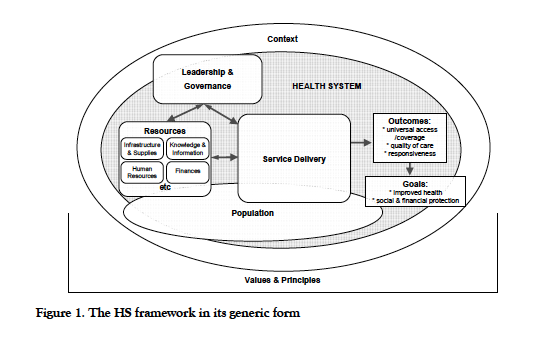 Context
Leadership &
Governance
HEALTH SYSTEM
Resources
Infrastructure
& Supplies
Knowledge &
Information
Human
Resources
Finances
etc
Service Delivery
Outcomes:
* universal access
/coverage
* quality of care
* responsiveness
Goals:
* Improved health
* social & financial protection
Population
Values & Principles
Figure 1. The HS framework in its generic form